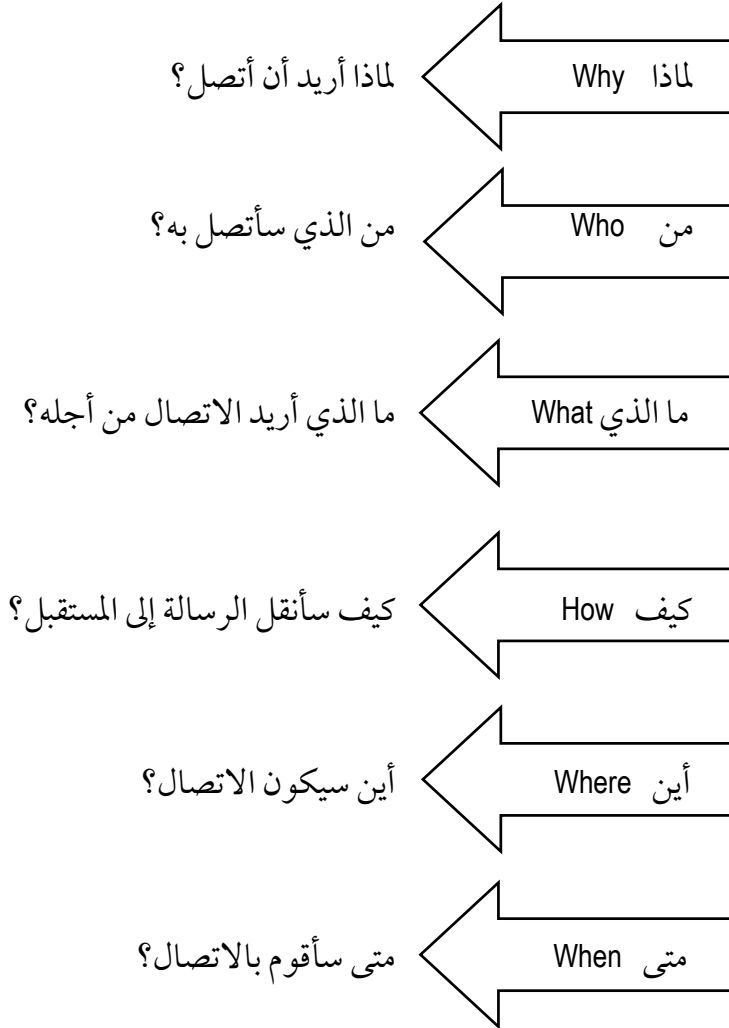 لماذا Why لماذا أريد أن أتصل؟
من Who من الذي سأتصل به؟
ما الذي What ما الذي أريد الاتصال من أجله؟
كيف How كيف سأنقل الرسالة إلى المستقبل؟
أين Where أين سيكون الاتصال؟
متى When متى سأقوم بالاتصال؟